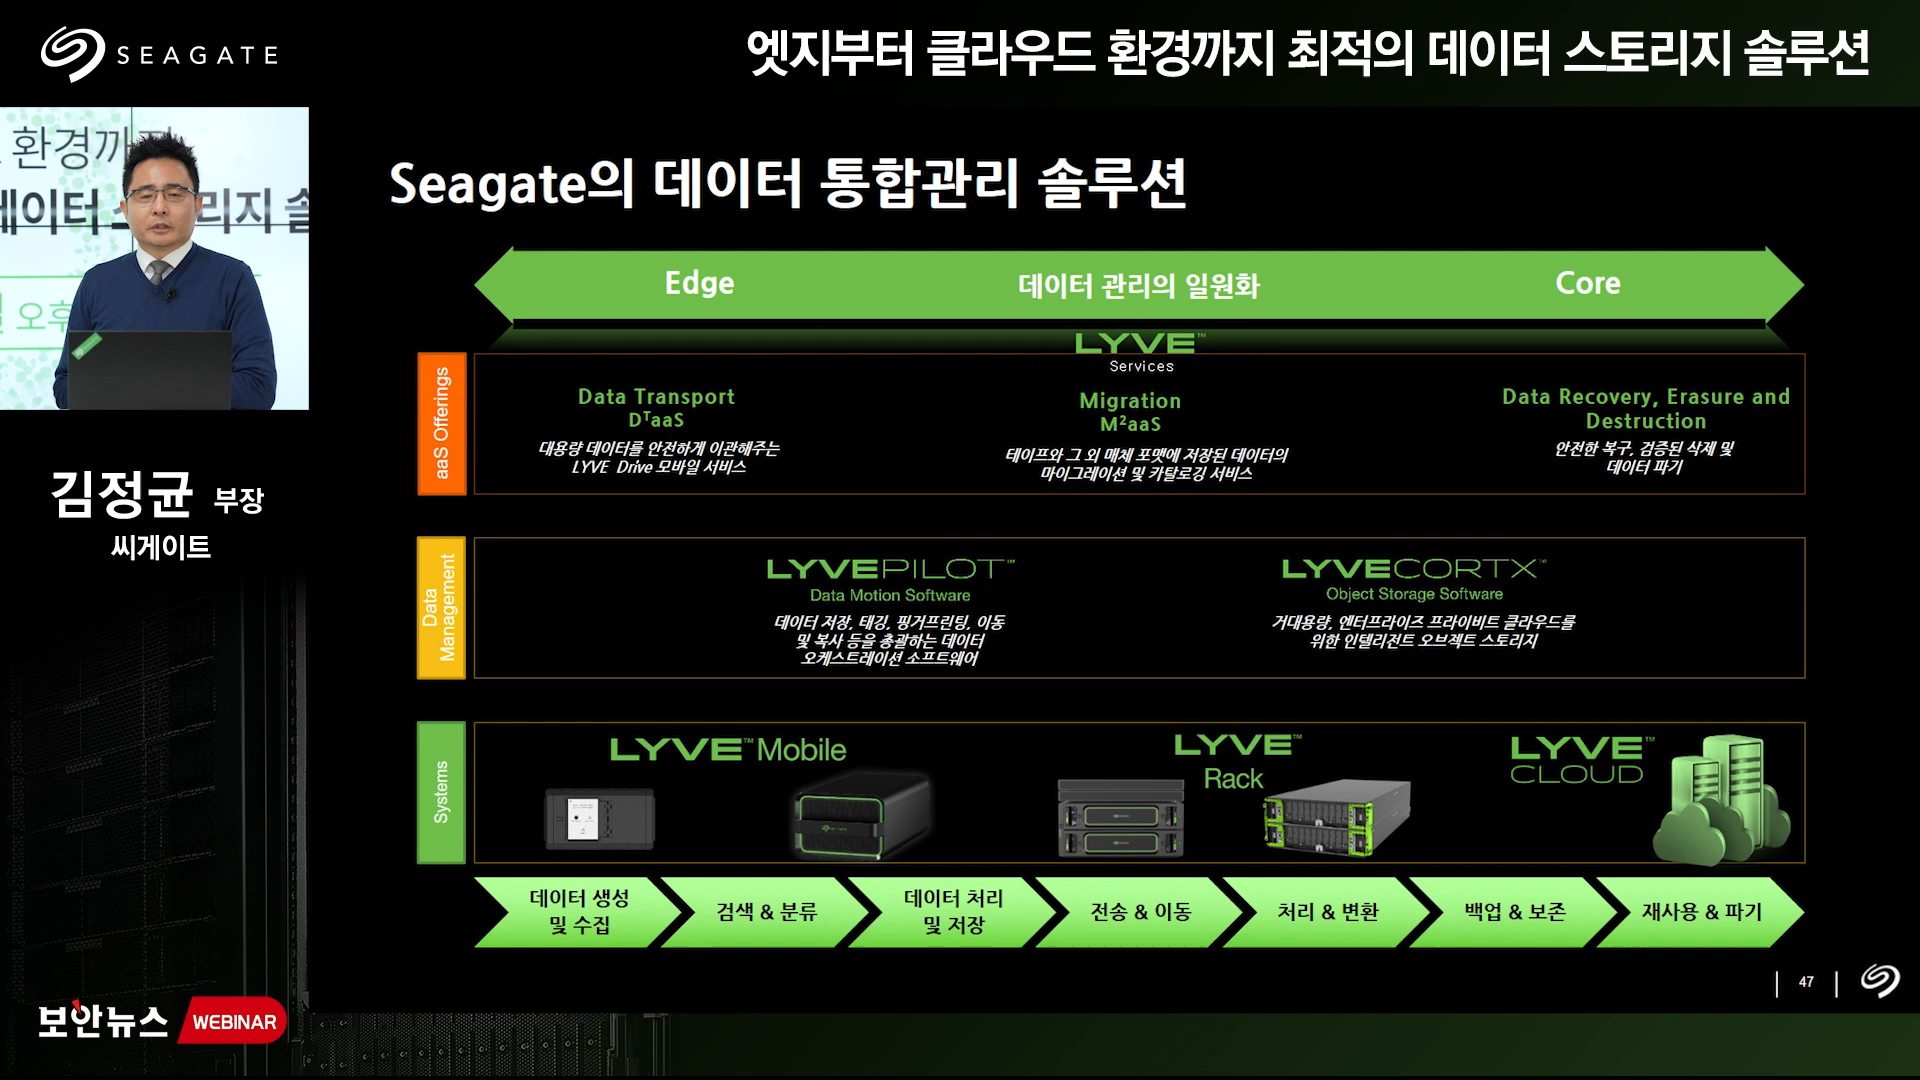 SEAGATE
엣지부터 클라우드 환경까지 최적의 데이터 스토리지 솔루션
환경까지
데이터 스토리지 솔
오후
김정균 부장
씨게이트
보안뉴스 WEBINAR
Seagate의 데이터 통합관리 솔루션
Edge 데이터 관리의 일원화 Core
LYVE™
Services
aaS Offerings
Data Transport
DᵀaaS
대용량 데이터를 안전하게 이관해주는
LYVE Drive 모바일 서비스
Migration
M²aaS
테이프와 그 외 매체 포맷에 저장된 데이터의
마이그레이션 및 카탈로깅 서비스
Data Recovery, Erasure and
Destruction
안전한 복구, 검증된 삭제 및
데이터 파기
Data
Management
LYVEPILOT™
Data Motion Software
데이터 저장, 태깅, 핑거프린팅, 이동
및 복사 등을 총괄하는 데이터
오케스트레이션 소프트웨어
LYVECORTX™
Object Storage Software
거대용량, 엔터프라이즈 프라이비트 클라우드를
위한 인텔리전트 오브젝트 스토리지
Systems
LYVE™ Mobile
LYVE™
Rack
LYVE™
CLOUD
데이터 생성
및 수집
검색 & 분류
데이터 처리
및 저장
전송 & 이동
처리 & 변환
백업 & 보존
재사용 & 파기
47